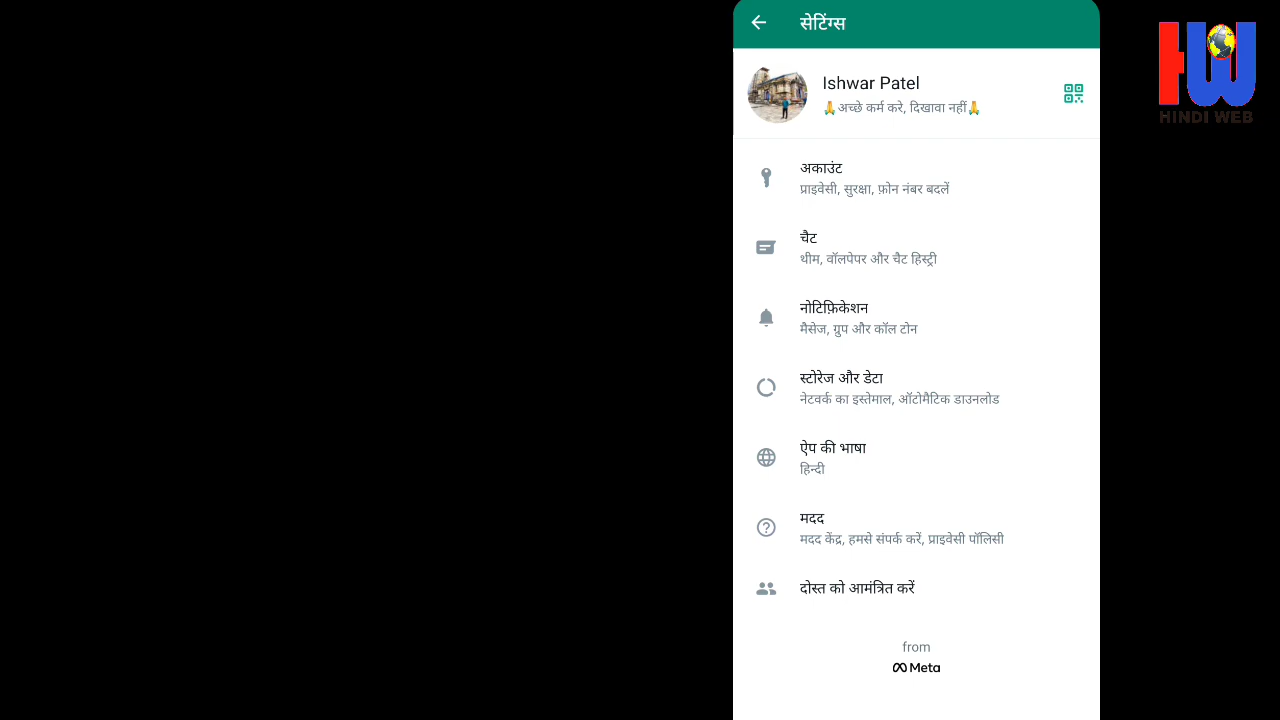 सेटिंग्स
Ishwar Patel
🙏अच्छे कर्म करे, दिखावा नहीं🙏
HW
HINDI WEB
अकाउंट
प्राइवेसी, सुरक्षा, फ़ोन नंबर बदलें
चैट
थीम, वॉलपेपर और चैट हिस्ट्री
नोटिफ़िकेशन
मैसेज, ग्रुप और कॉल टोन
स्टोरेज और डेटा
नेटवर्क का इस्तेमाल, ऑटोमैटिक डाउनलोड
ऐप की भाषा
हिन्दी
मदद
मदद केंद्र, हमसे संपर्क करें, प्राइवेसी पॉलिसी
दोस्त को आमंत्रित करें
from
Meta